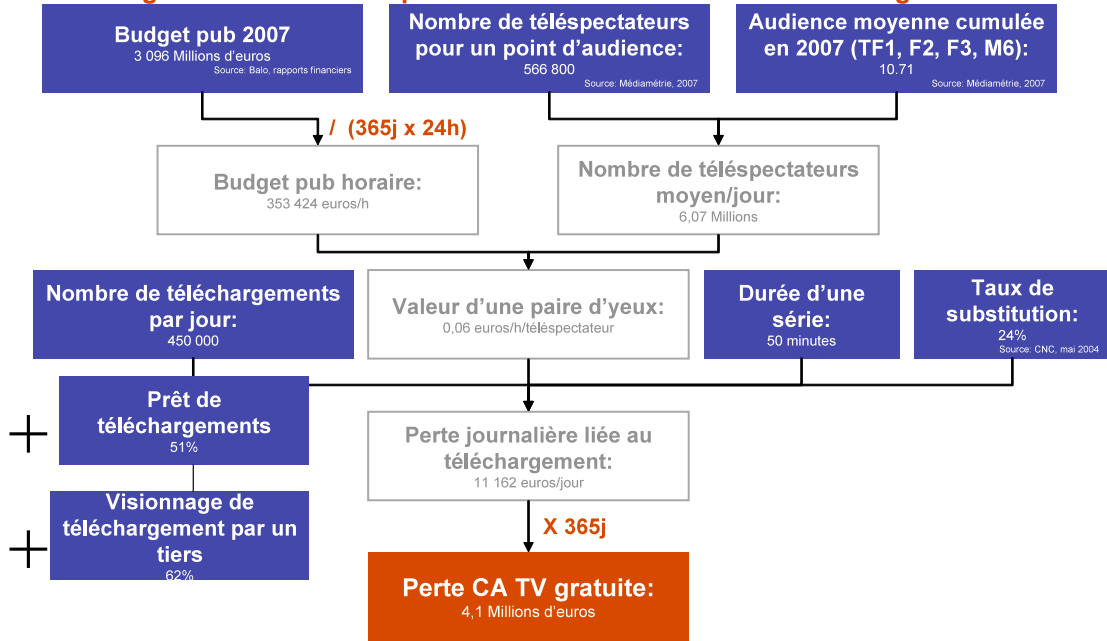 Budget pub 2007
3 096 Millions d'euros
Source: Balo, rapports financiers
Nombre de téléspectateurs
pour un point d'audience:
566 800
Source: Médiamétrie, 2007
Audience moyenne cumulée
en 2007 (TF1, F2, F3, M6):
10.71
Source: Médiamétrie, 2007
/ (365j x 24h)
Budget pub horaire:
353 424 euros/h
Nombre de téléspectateurs
moyen/jour:
6,07 Millions
Nombre de téléchargements
par jour:
450 000
Valeur d'une paire d'yeux:
0,06 euros/h/téléspectateur
Durée d'une
série:
50 minutes
Taux de
substitution:
24%
Source: CNC, mai 2004
+
Prêt de
téléchargements
51%
Perte journalière liée au
téléchargement:
11 162 euros/jour
+
Visionnage de
téléchargement par un
tiers
62%
X 365j
Perte CA TV gratuite:
4,1 Millions d'euros